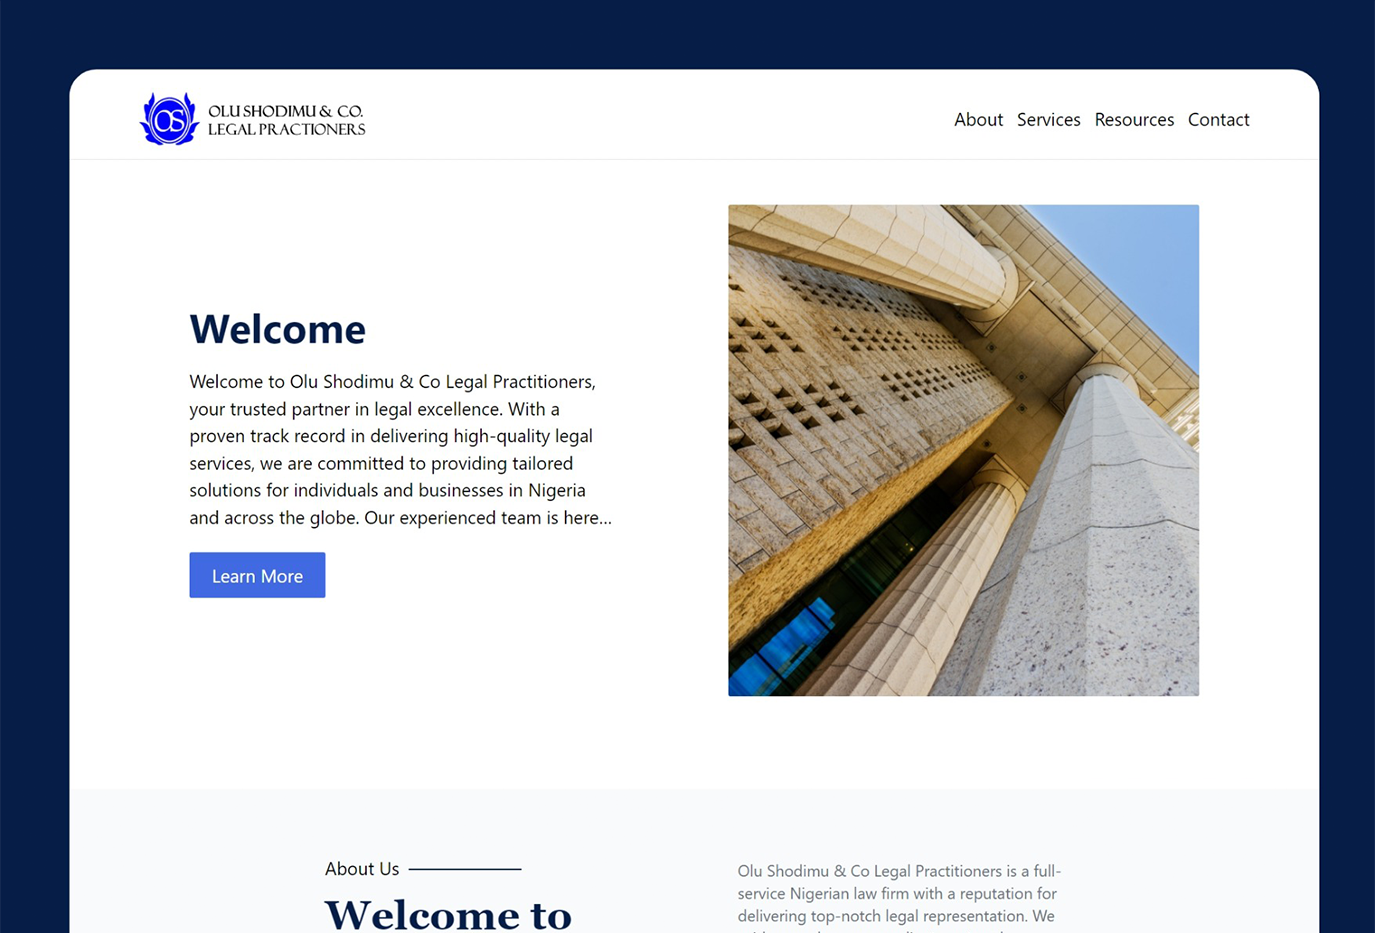 OS
OLU SHODIMU & CO.
LEGAL PRACTIONERS
About Services Resources Contact
Welcome
Welcome to Olu Shodimu & Co Legal Practitioners,
your trusted partner in legal excellence. With a
proven track record in delivering high-quality legal
services, we are committed to providing tailored
solutions for individuals and businesses in Nigeria
and across the globe. Our experienced team is here...
Learn More
About Us
Welcome to
Olu Shodimu & Co Legal Practitioners is a full-
service Nigerian law firm with a reputation for
delivering top-notch legal representation. We